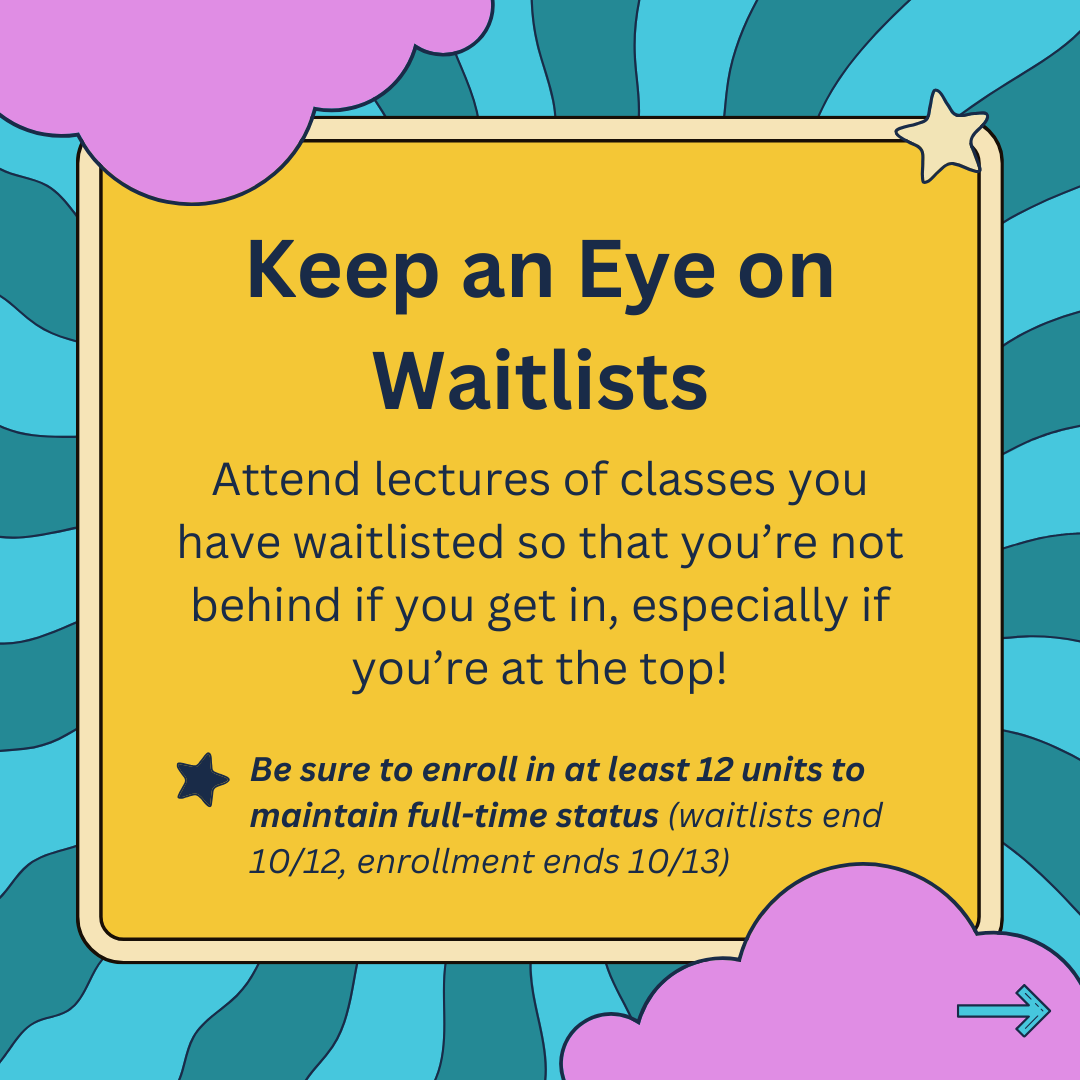 Keep an Eye on
Waitlists
Attend lectures of classes you
have waitlisted so that you’re not
behind if you get in, especially if
you’re at the top!
Be sure to enroll in at least 12 units to
maintain full-time status (waitlists end
10/12, enrollment ends 10/13)